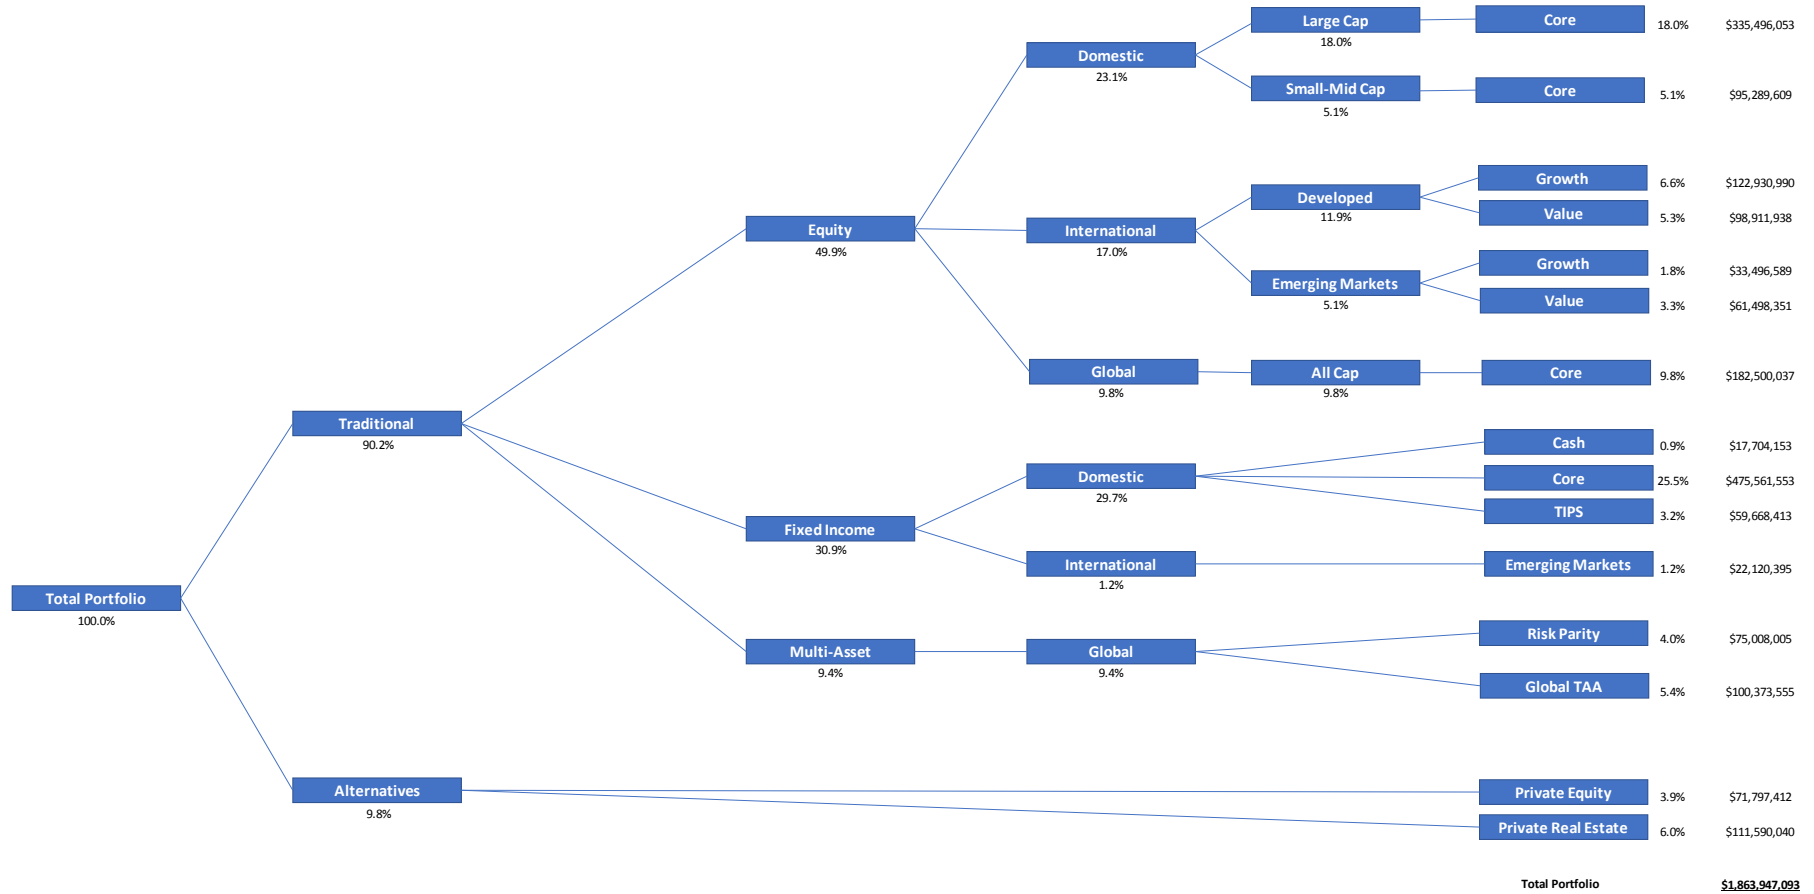 Large Cap
18.0%
Core
18.0%
$335,496,053
Domestic
23.1%
Small-Mid Cap
5.1%
Core
5.1%
$95,289,609
Growth
6.6%
$122,930,990
Developed
11.9%
Value
5.3%
$98,911,938
Equity
49.9%
International
17.0%
Growth
1.8%
$33,496,589
Emerging Markets
5.1%
Value
3.3%
$61,498,351
Global
9.8%
All Cap
9.8%
Core
9.8%
$182,500,037
Traditional
90.2%
Cash
0.9%
$17,704,153
Domestic
29.7%
Core
25.5%
$475,561,553
TIPS
3.2%
$59,668,413
Fixed Income
30.9%
International
1.2%
Emerging Markets
1.2%
$22,120,395
Total Portfolio
100.0%
Risk Parity
4.0%
$75,008,005
Multi-Asset
9.4%
Global
9.4%
Global TAA
5.4%
$100,373,555
Alternatives
9.8%
Private Equity
3.9%
$71,797,412
Private Real Estate
6.0%
$111,590,040
Total Portfolio
$1,863,947,093